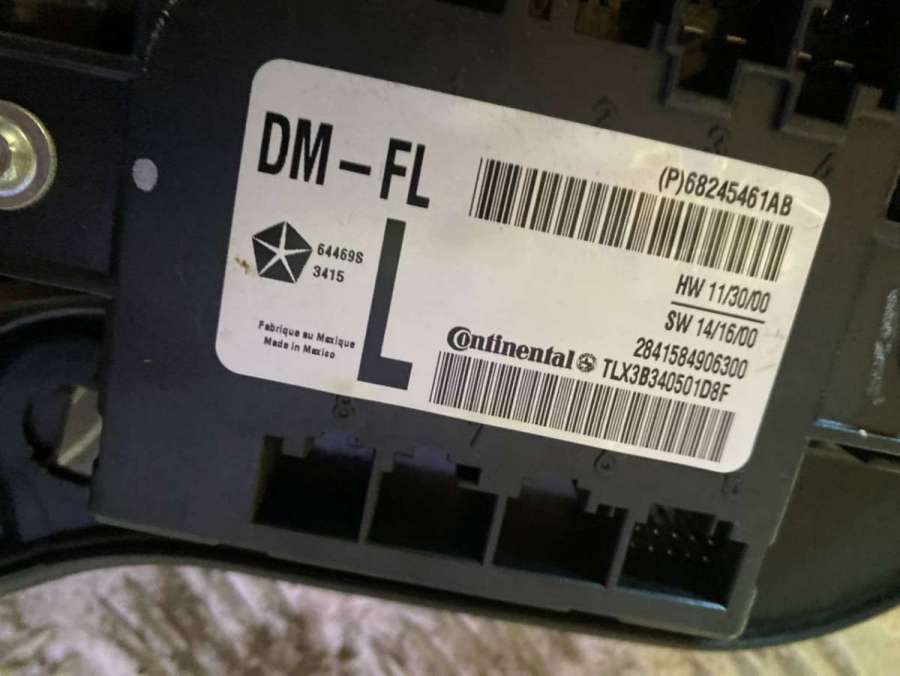 DM-FL
(P)68245461AB
64469S
3415
L
HW 11/30/00
SW 14/16/00
2841584906300
Fabrique au Mexique
Made in Mexico
Continental
TLX3B340501D8F